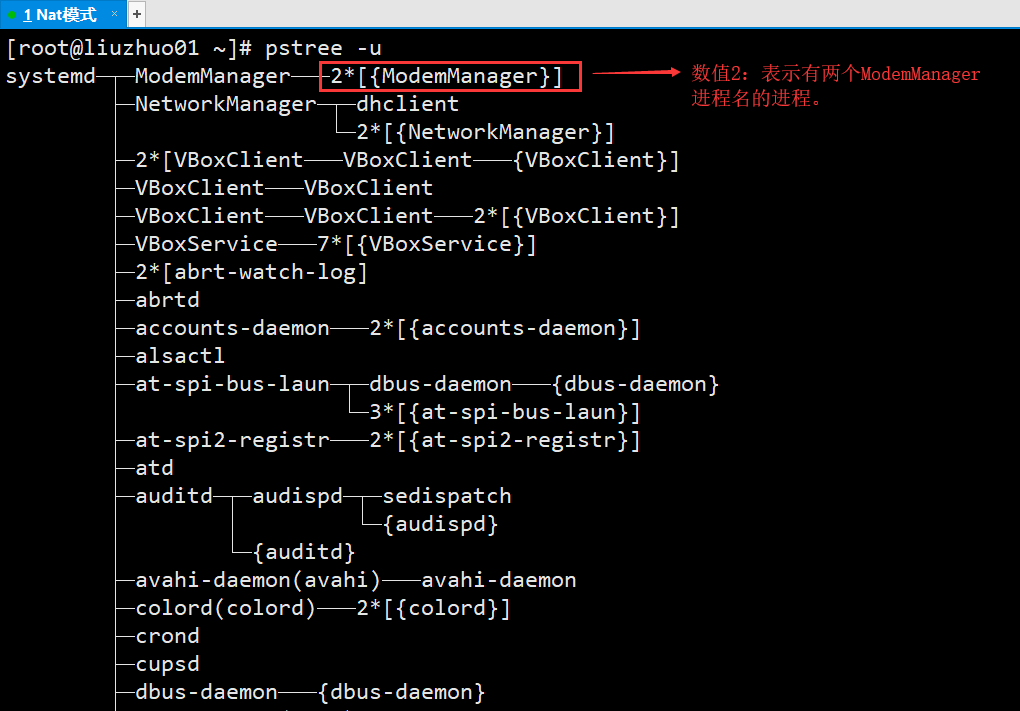 1 Nat模式 × +
[root@liuzhuo01 ~]# pstree -u
systemd─┬─ModemManager───2*[{ModemManager}]
数值2：表示有两个ModemManager
进程名的进程。
├─NetworkManager─┬─dhclient
└─2*[{NetworkManager}]
├─2*[VBoxClient───VBoxClient───{VBoxClient}]
├─VBoxClient───VBoxClient
├─VBoxClient───VBoxClient───2*[{VBoxClient}]
├─VBoxService───7*[{VBoxService}]
├─2*[abrt-watch-log]
├─abrtd
├─accounts-daemon───2*[{accounts-daemon}]
├─alsactl
├─at-spi-bus-laun─┬─dbus-daemon───{dbus-daemon}
└─3*[{at-spi-bus-laun}]
├─at-spi2-registr───2*[{at-spi2-registr}]
├─atd
├─auditd─┬─audispd─┬─sedispatch
└─{audispd}
└─{auditd}
├─avahi-daemon(avahi)───avahi-daemon
├─colord(colord)───2*[{colord}]
├─crond
├─cupsd
├─dbus-daemon───{dbus-daemon}